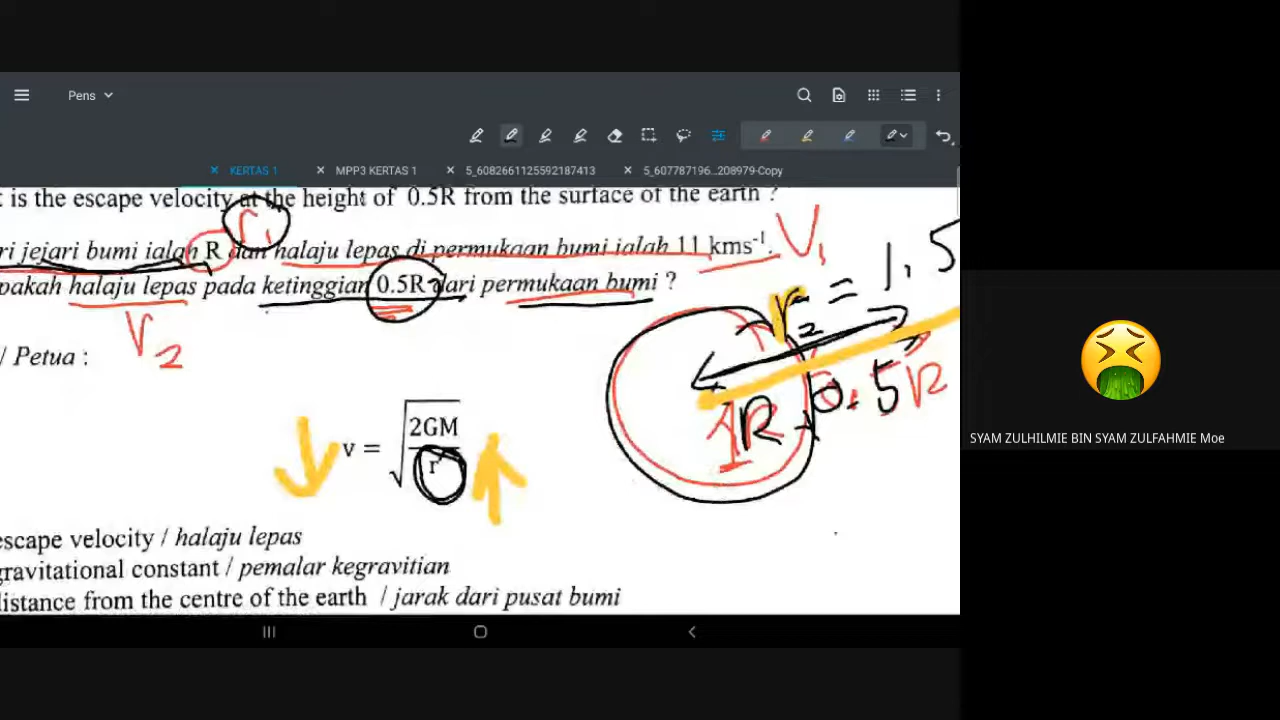 Pens
KERTAS 1
MPP3 KERTAS 1
5_6082661125592187413
5_607787196...208979-Copy
t is the escape velocity at the height of 0.5R from the surface of the earth ?
r₁
ri jejari bumi ialah R dan halaju lepas di permukaan bumi ialah 11 kms⁻¹.
V₁
pakah halaju lepas pada ketinggian 0.5R dari permukaan bumi ?
V₂
r₂ = 1.5
/ Petua :
1R
0.5R
v = √(2GM/r)
escape velocity / halaju lepas
gravitational constant / pemalar kegravitian
distance from the centre of the earth / jarak dari pusat bumi
SYAM ZULHILMIE BIN SYAM ZULFAHMIE Moe